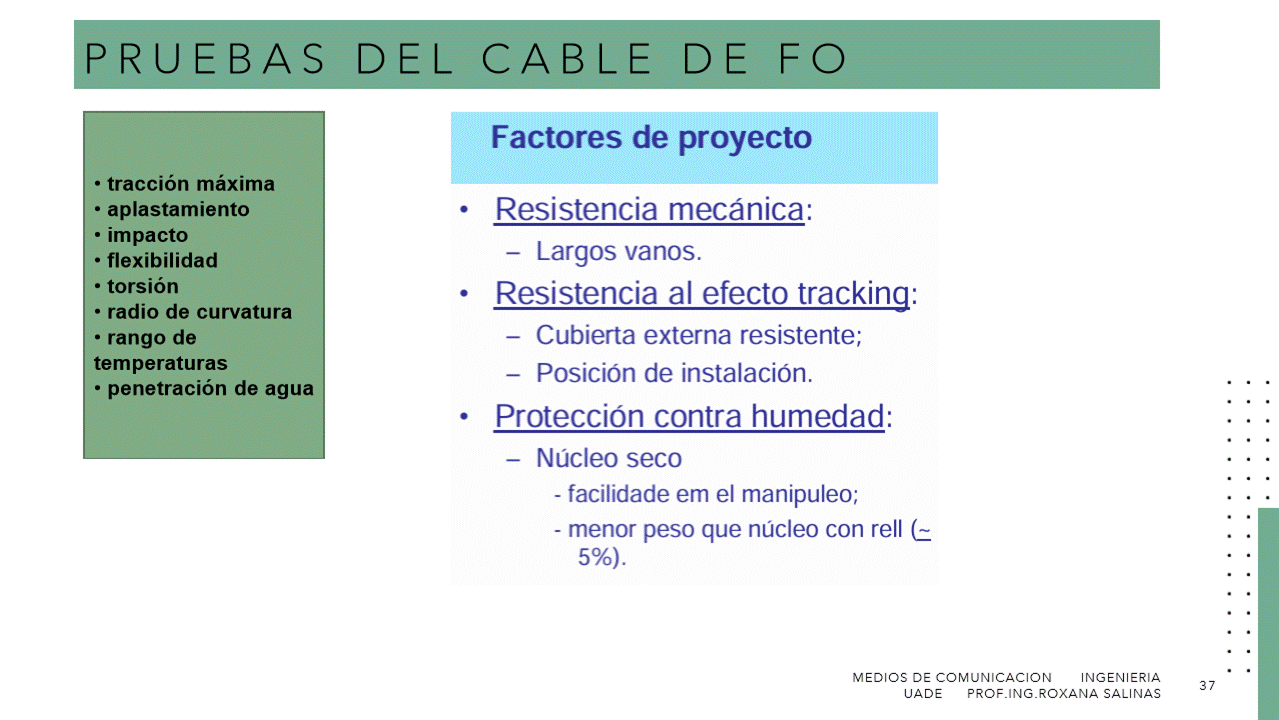 PRUEBAS DEL CABLE DE FO
• tracción máxima
• aplastamiento
• impacto
• flexibilidad
• torsión
• radio de curvatura
• rango de
temperaturas
• penetración de agua
Factores de proyecto
• Resistencia mecánica:
– Largos vanos.
• Resistencia al efecto tracking:
– Cubierta externa resistente;
– Posición de instalación.
• Protección contra humedad:
– Núcleo seco
- facilidade em el manipuleo;
- menor peso que núcleo con rell (~
5%).
MEDIOS DE COMUNICACION INGENIERIA
UADE PROF.ING.ROXANA SALINAS
37